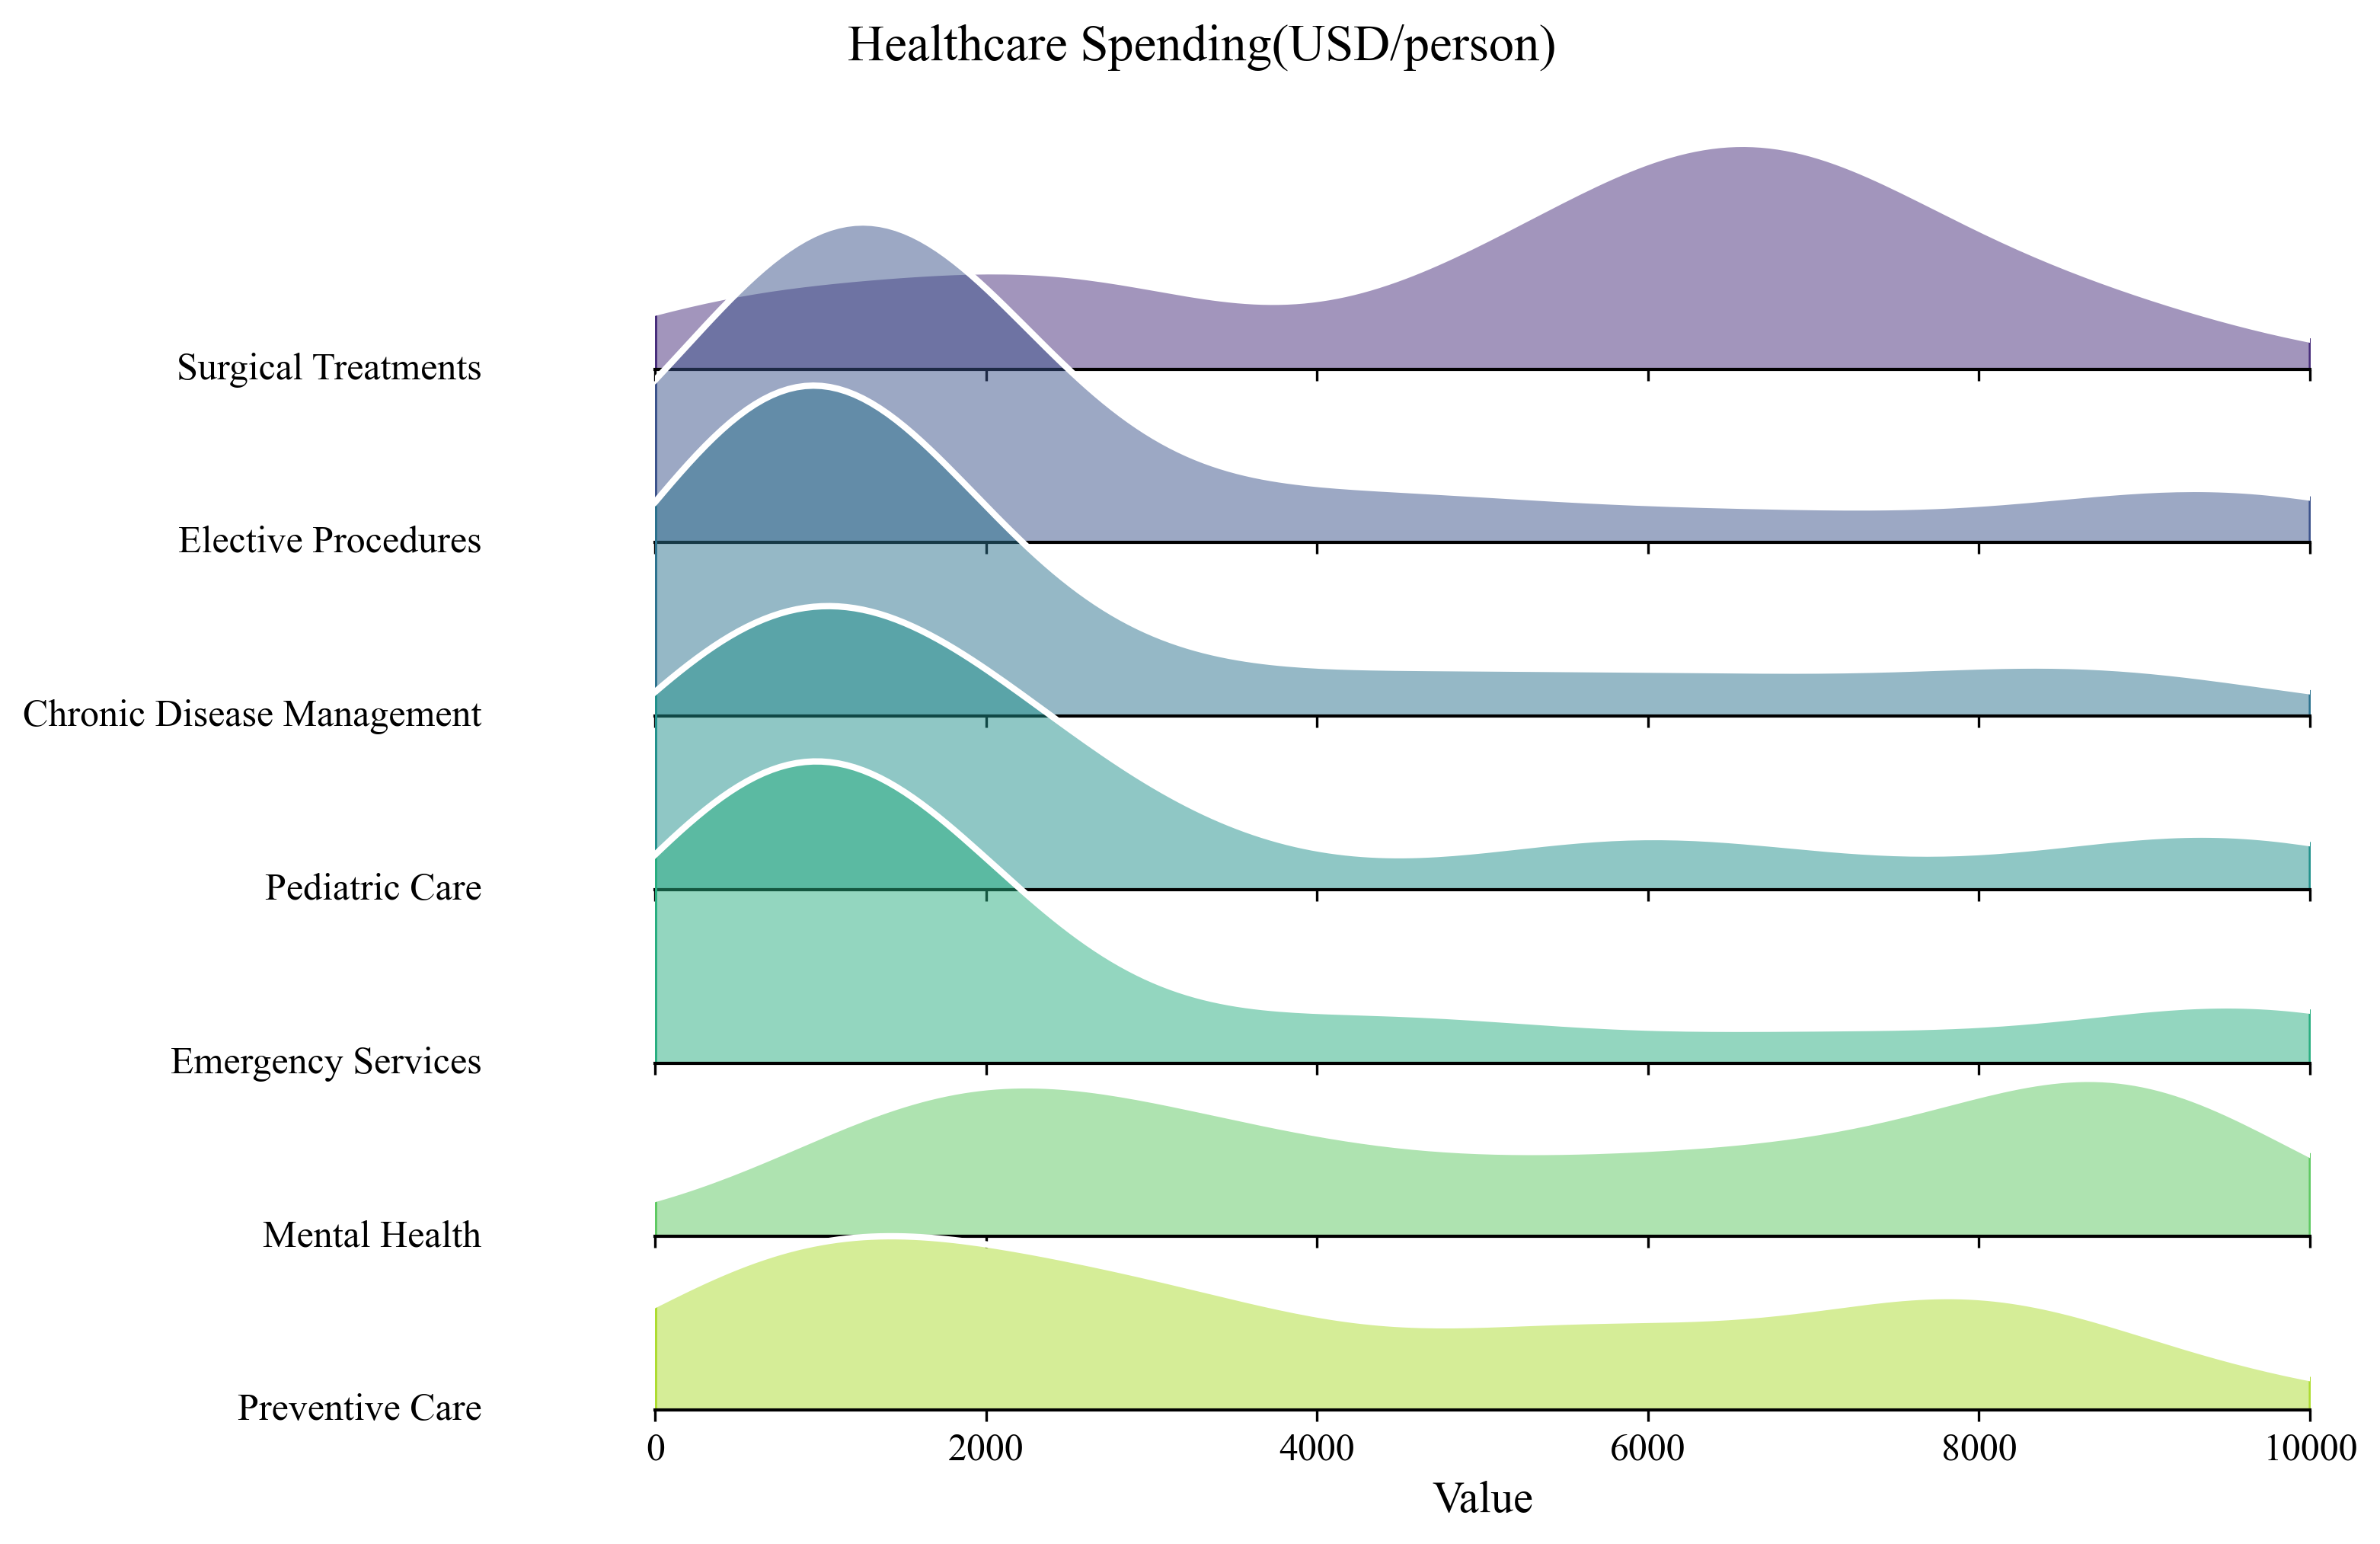 Healthcare Spending(USD/person)
Surgical Treatments
Elective Procedures
Chronic Disease Management
Pediatric Care
Emergency Services
Mental Health
Preventive Care
0 2000 4000 6000 8000 10000
Value